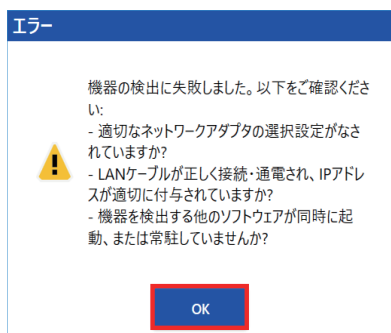 エラー
機器の検出に失敗しました。以下をご確認くださ
い:
- 適切なネットワークアダプタの選択設定がなさ
れていますか?
- LANケーブルが正しく接続・通電され、IPアドレ
スが適切に付与されていますか?
- 機器を検出する他のソフトウェアが同時に起
動、または常駐していませんか?
OK